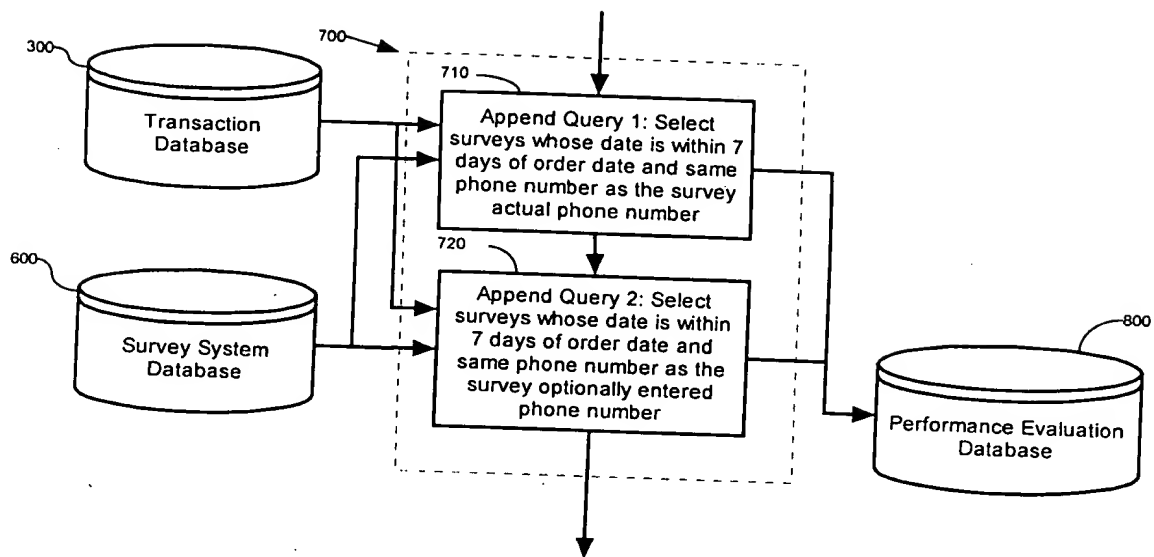 300
Transaction
Database
700
710
Append Query 1: Select
surveys whose date is within 7
days of order date and same
phone number as the survey
actual phone number
600
Survey System
Database
720
Append Query 2: Select
surveys whose date is within
7 days of order date and
same phone number as the
survey optionally entered
phone number
800
Performance Evaluation
Database